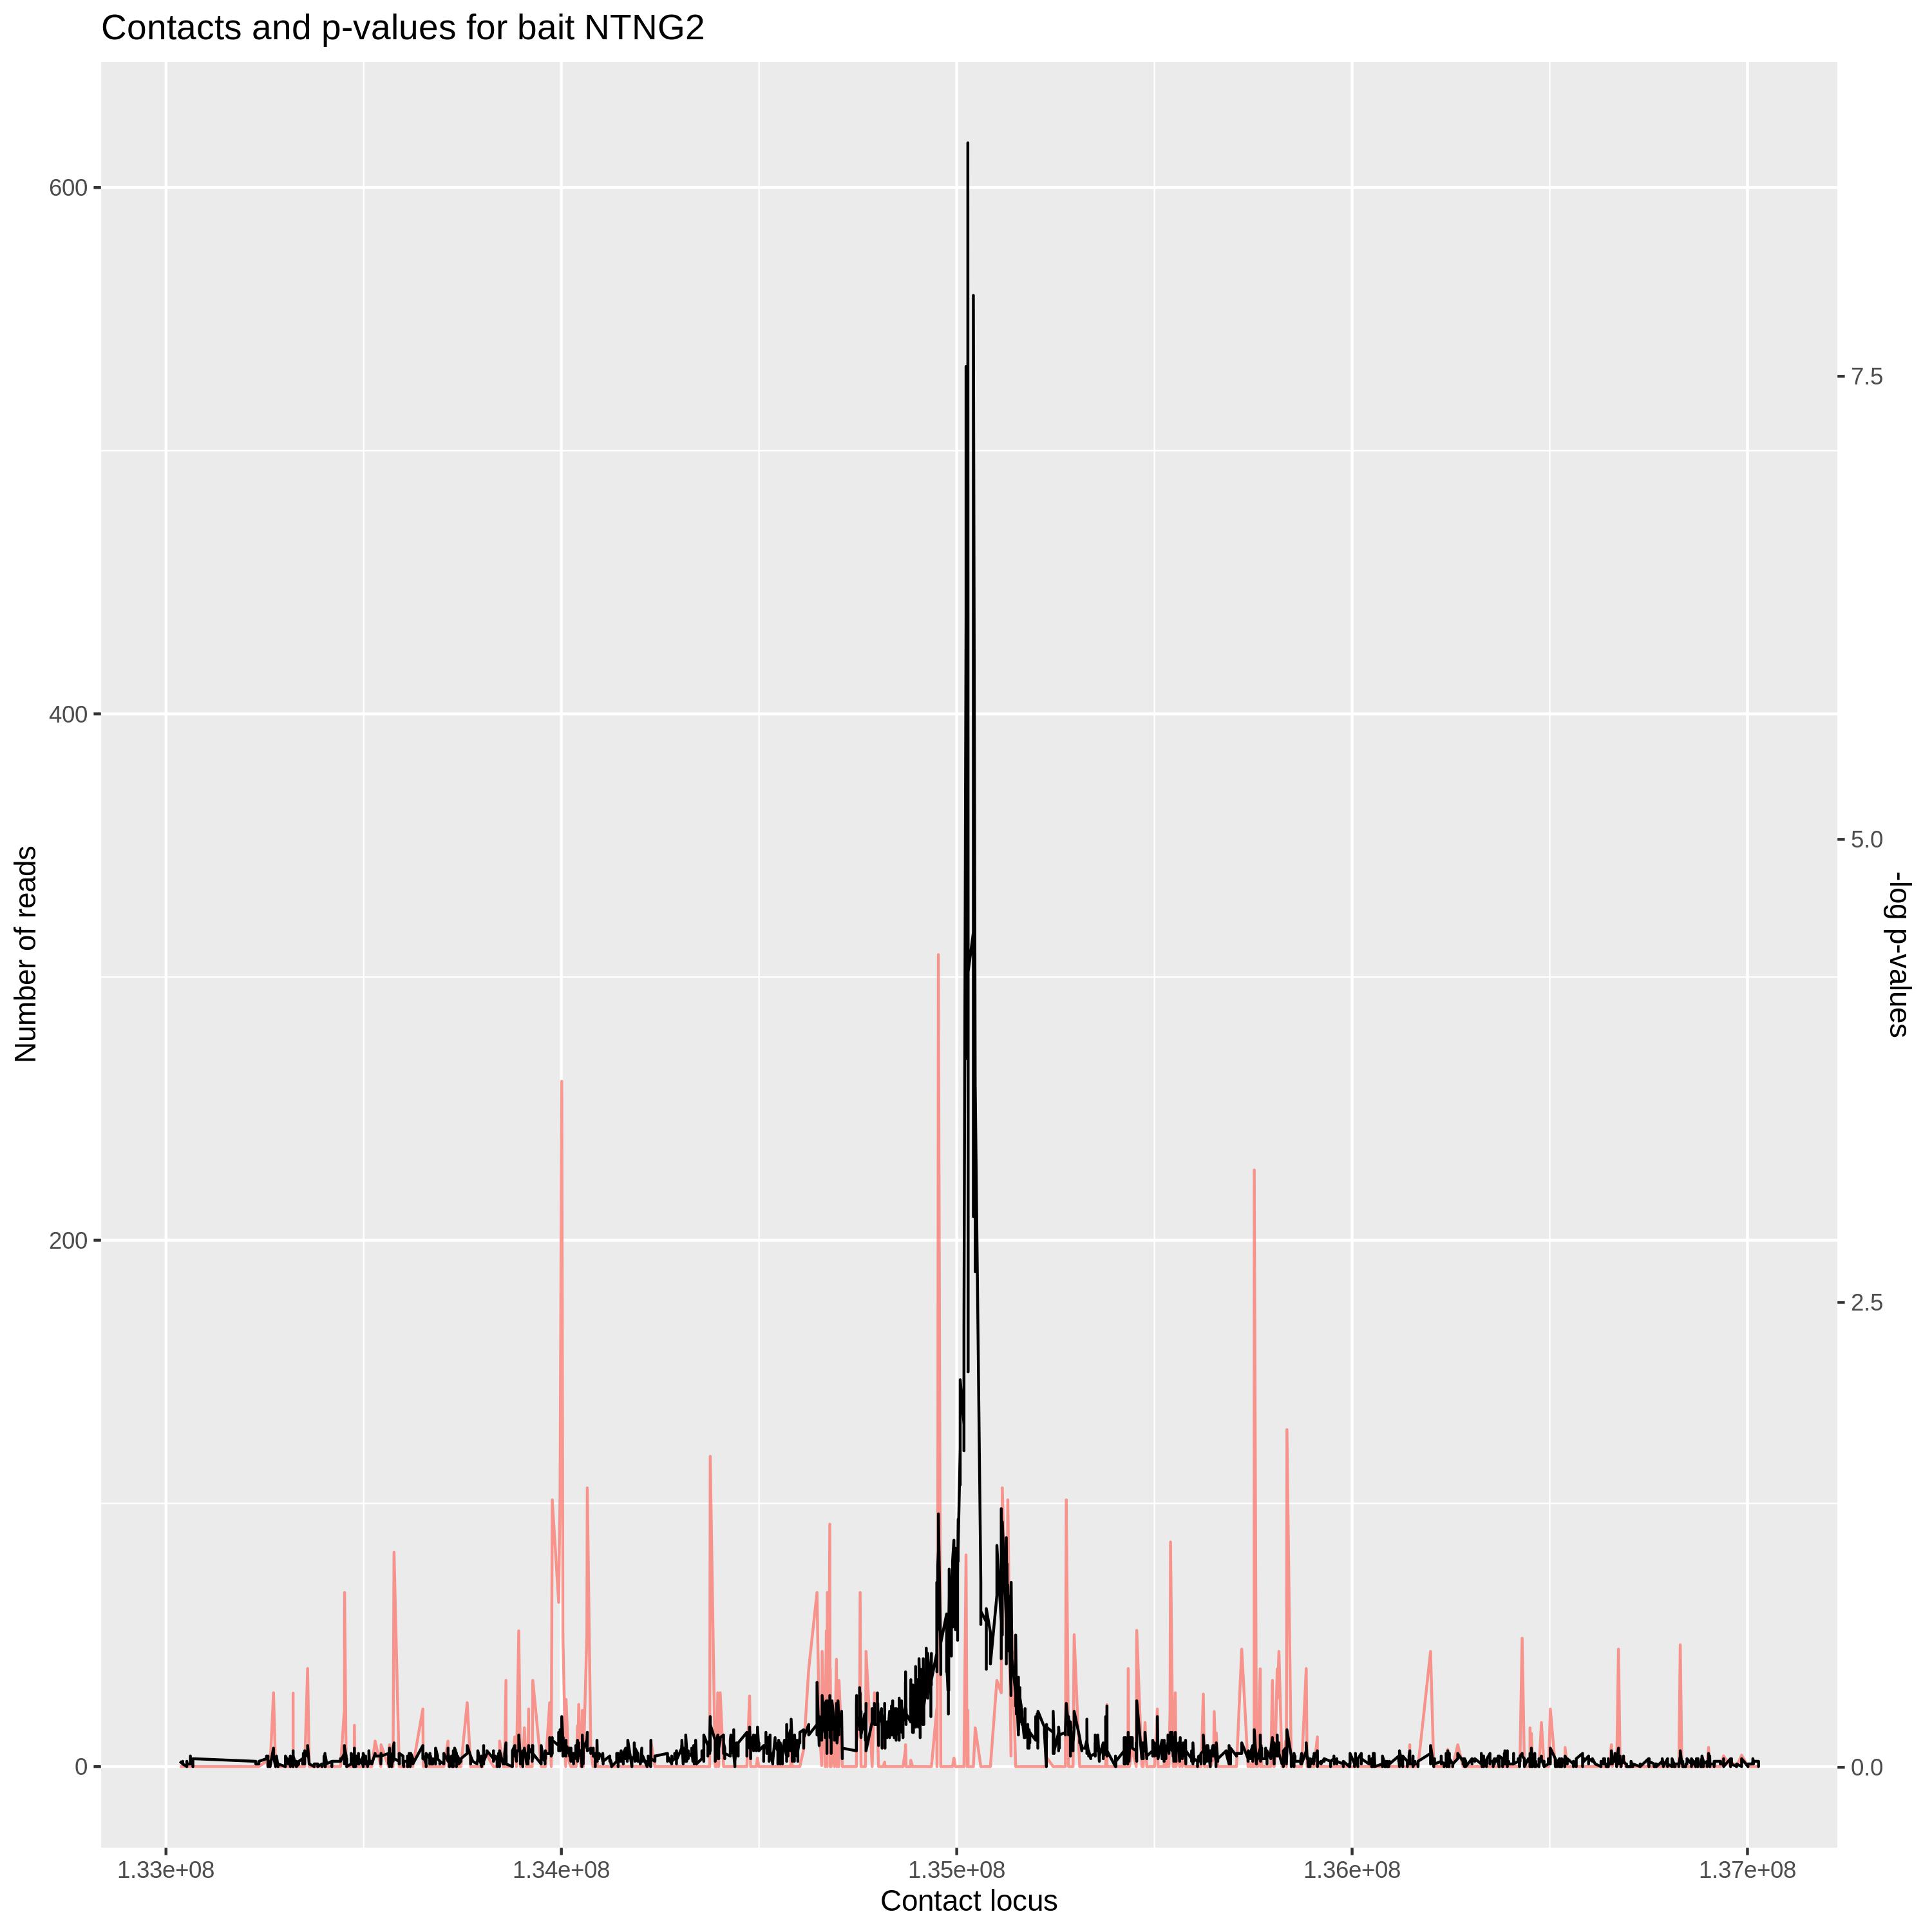 Contacts and p-values for bait NTNG2
600
400
200
0
Number of reads
7.5
5.0
2.5
0.0
-log p-values
1.33e+08
1.34e+08
1.35e+08
1.36e+08
1.37e+08
Contact locus